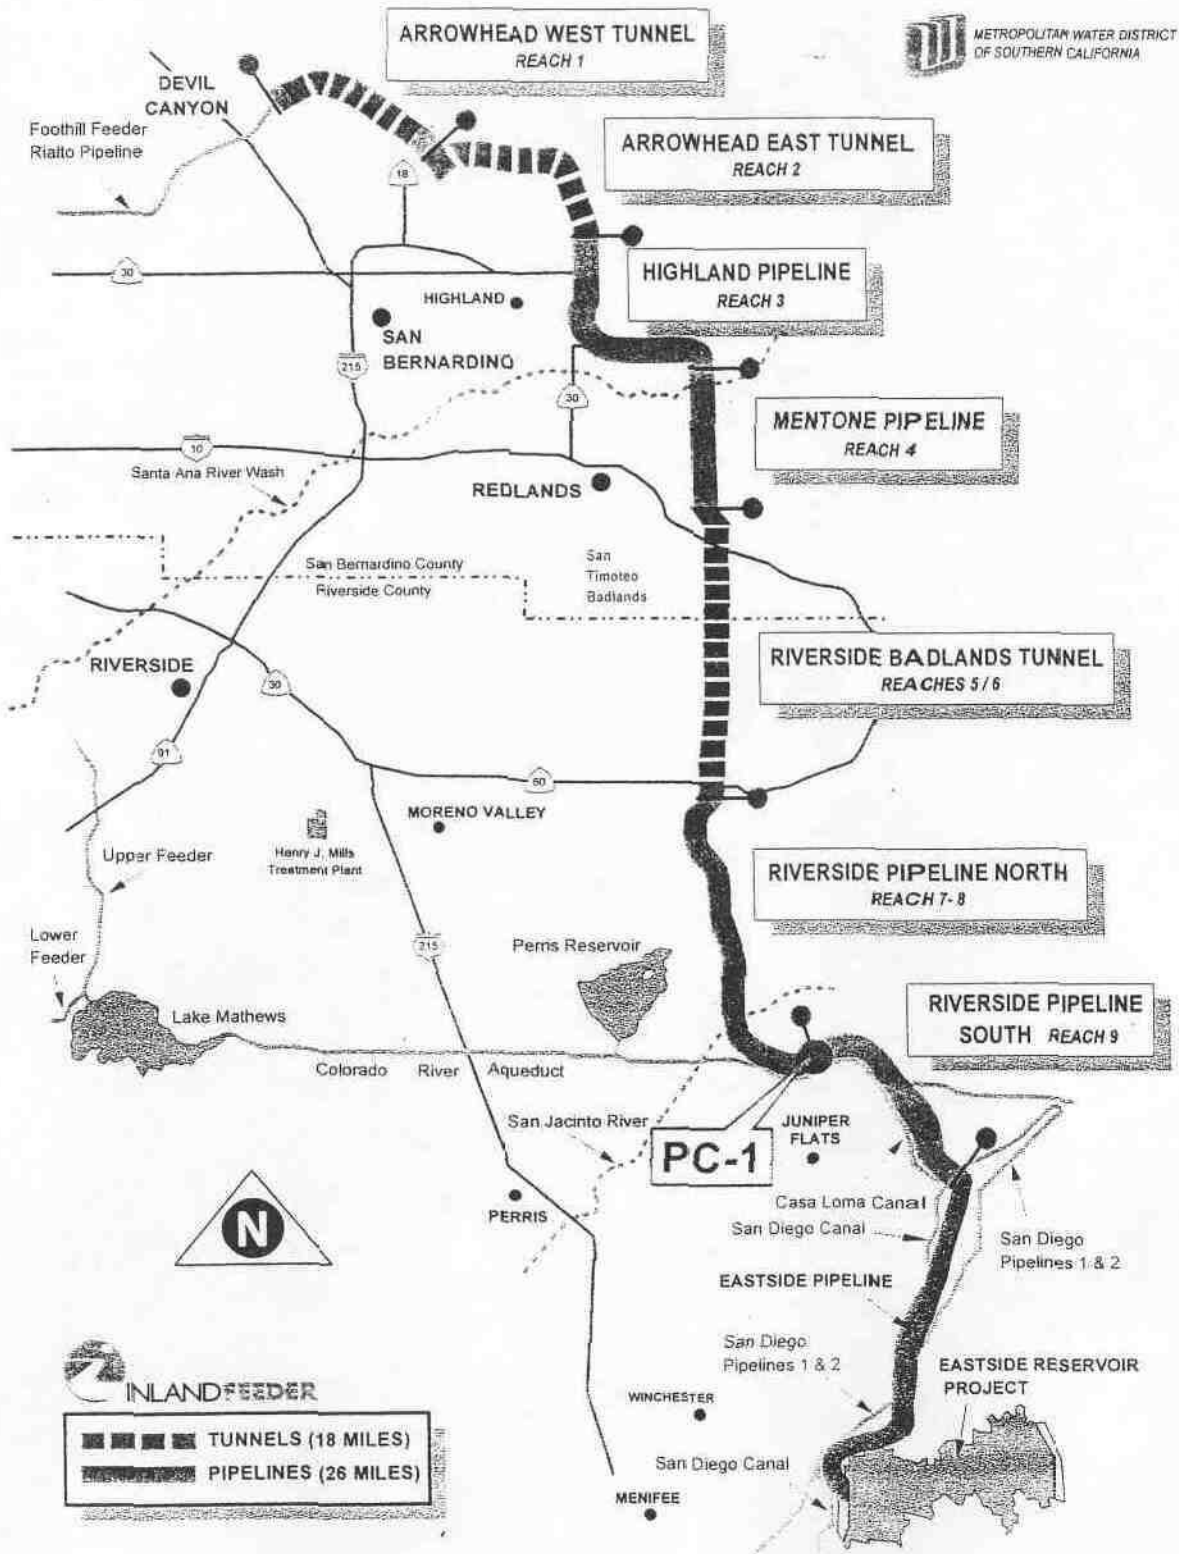 ARROWHEAD WEST TUNNEL
REACH 1
METROPOLITAN WATER DISTRICT
OF SOUTHERN CALIFORNIA
DEVIL
CANYON
Foothill Feeder
Rialto Pipeline
18
ARROWHEAD EAST TUNNEL
REACH 2
30
HIGHLAND PIPELINE
REACH 3
HIGHLAND
SAN
BERNARDINO
215
30
MENTONE PIPELINE
REACH 4
10
Santa Ana River Wash
REDLANDS
San Bernardino County
Riverside County
San
Timoteo
Badlands
RIVERSIDE BADLANDS TUNNEL
REACHES 5/6
RIVERSIDE
30
91
60
MORENO VALLEY
Henry J. Mills
Treatment Plant
Upper Feeder
RIVERSIDE PIPELINE NORTH
REACH 7-8
Lower
Feeder
215
Perris Reservoir
Lake Mathews
RIVERSIDE PIPELINE
SOUTH REACH 9
Colorado River Aqueduct
San Jacinto River
JUNIPER
FLATS
PC-1
PERRIS
Casa Loma Canal
San Diego Canal
San Diego
Pipelines 1 & 2
N
EASTSIDE PIPELINE
San Diego
Pipelines 1 & 2
EASTSIDE RESERVOIR
PROJECT
INLAND FEEDER
WINCHESTER
TUNNELS (18 MILES)
PIPELINES (26 MILES)
San Diego Canal
MENIFEE